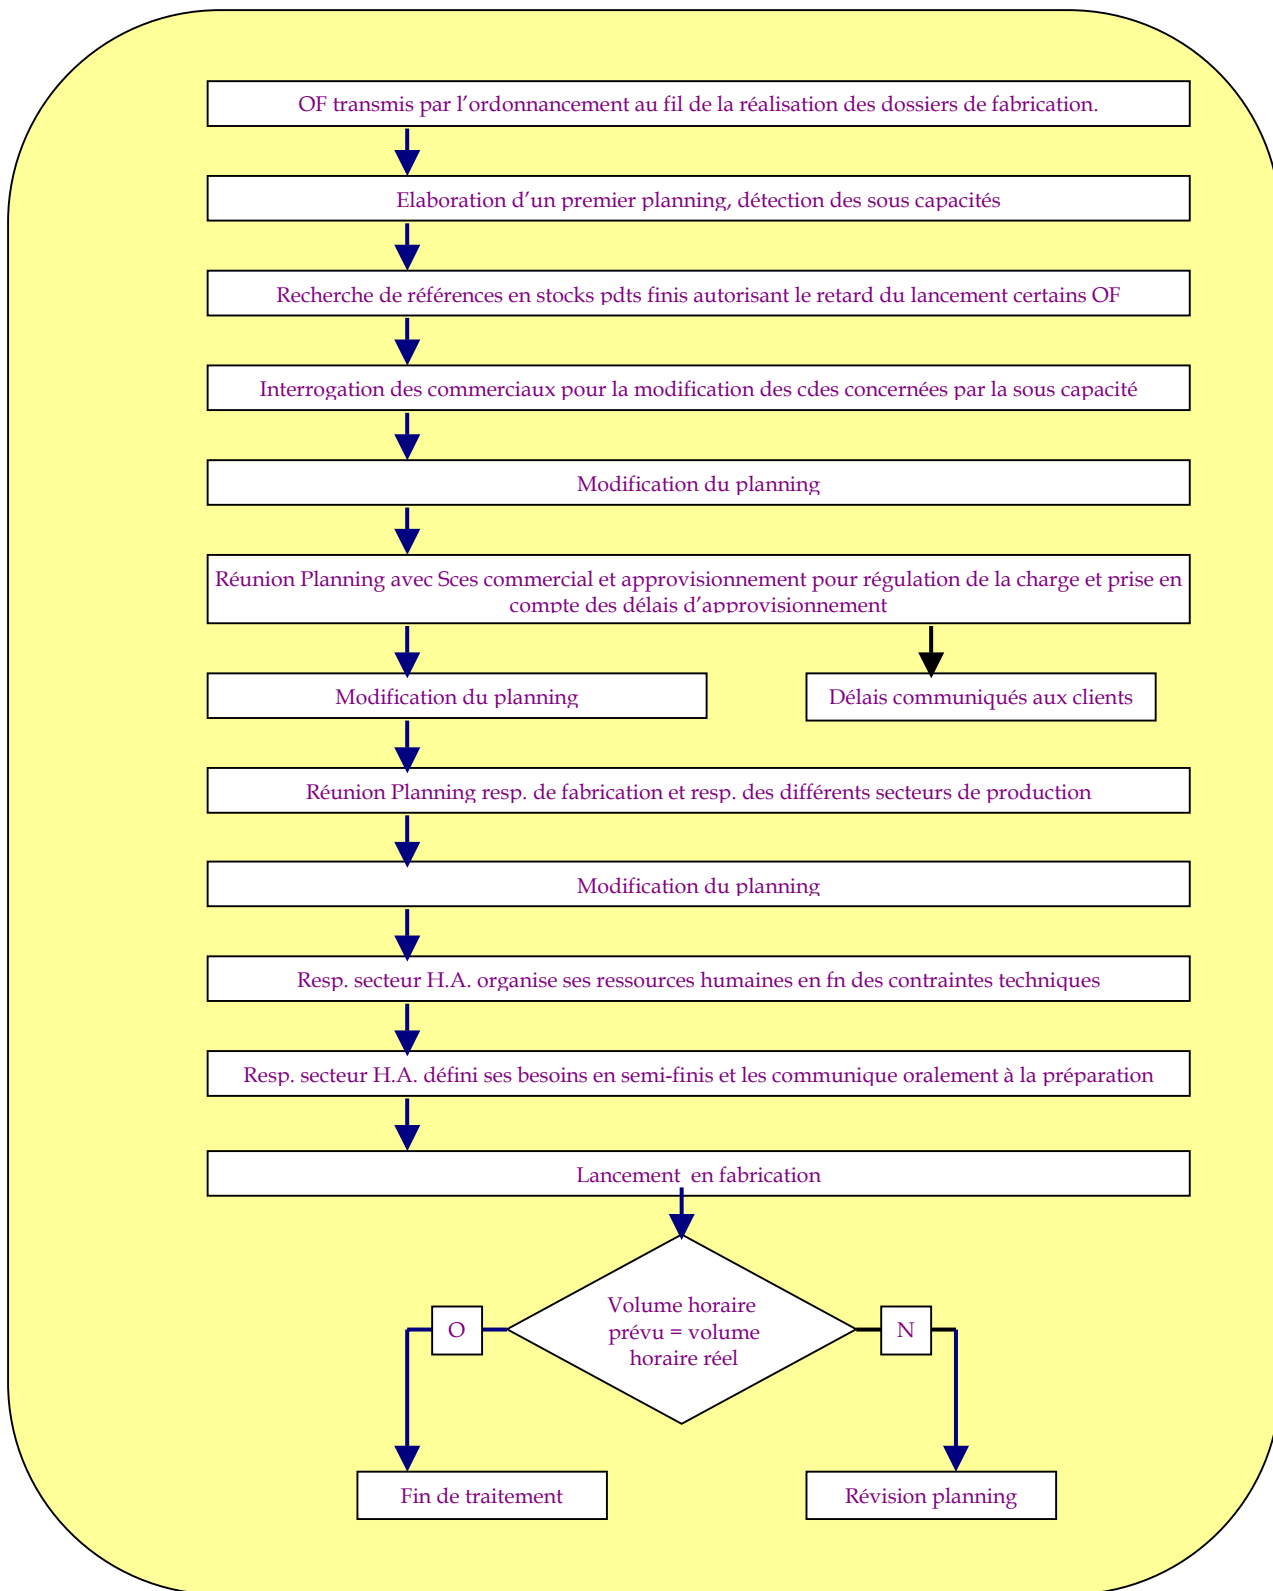 OF transmis par l’ordonnancement au fil de la réalisation des dossiers de fabrication.
Elaboration d’un premier planning, détection des sous capacités
Recherche de références en stocks pdts finis autorisant le retard du lancement certains OF
Interrogation des commerciaux pour la modification des cdes concernées par la sous capacité
Modification du planning
Réunion Planning avec Sces commercial et approvisionnement pour régulation de la charge et prise en
compte des délais d’approvisionnement
Modification du planning
Délais communiqués aux clients
Réunion Planning resp. de fabrication et resp. des différents secteurs de production
Modification du planning
Resp. secteur H.A. organise ses ressources humaines en fn des contraintes techniques
Resp. secteur H.A. défini ses besoins en semi-finis et les communique oralement à la préparation
Lancement en fabrication
Volume horaire
prévu = volume
horaire réel
O
N
Fin de traitement
Révision planning